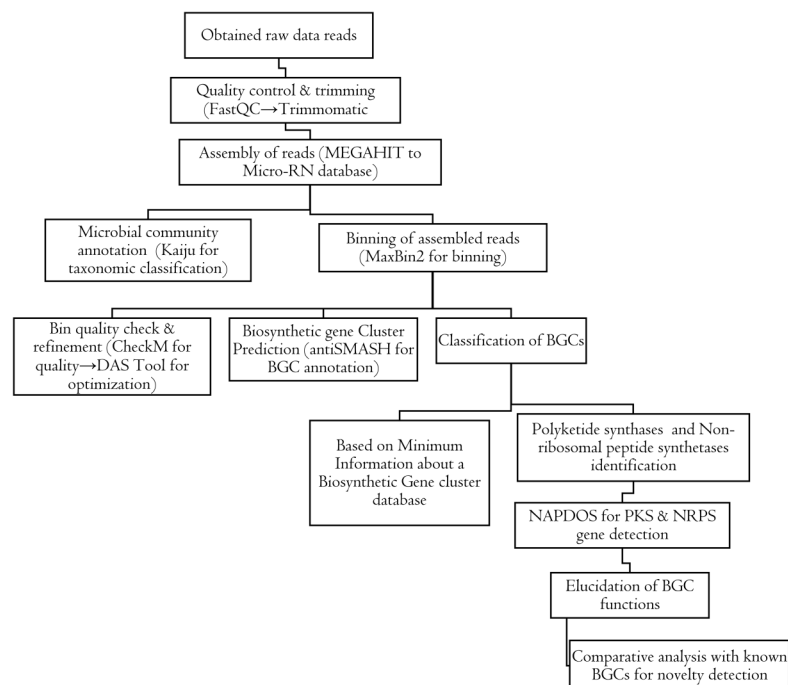 Obtained raw data reads
Quality control & trimming
(FastQC→Trimmomatic
Assembly of reads (MEGAHIT to
Micro-RN database)
Microbial community
annotation (Kaiju for
taxonomic classification)
Binning of assembled reads
(MaxBin2 for binning)
Bin quality check &
refinement (CheckM for
quality→DAS Tool for
optimization)
Biosynthetic gene Cluster
Prediction (antiSMASH for
BGC annotation)
Classification of BGCs
Based on Minimum
Information about a
Biosynthetic Gene cluster
database
Polyketide synthases and Non-
ribosomal peptide synthetases
identification
NAPDOS for PKS & NRPS
gene detection
Elucidation of BGC
functions
Comparative analysis with known
BGCs for novelty detection